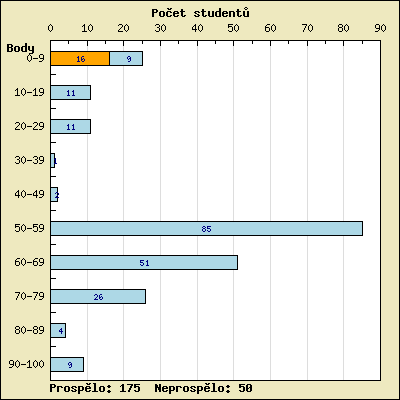 Počet studentů
0 10 20 30 40 50 60 70 80 90
Body
0-9 16 9
10-19 11
20-29 11
30-39 1
40-49 2
50-59 85
60-69 51
70-79 26
80-89 4
90-100 9
Prospělo: 175 Neprospělo: 50